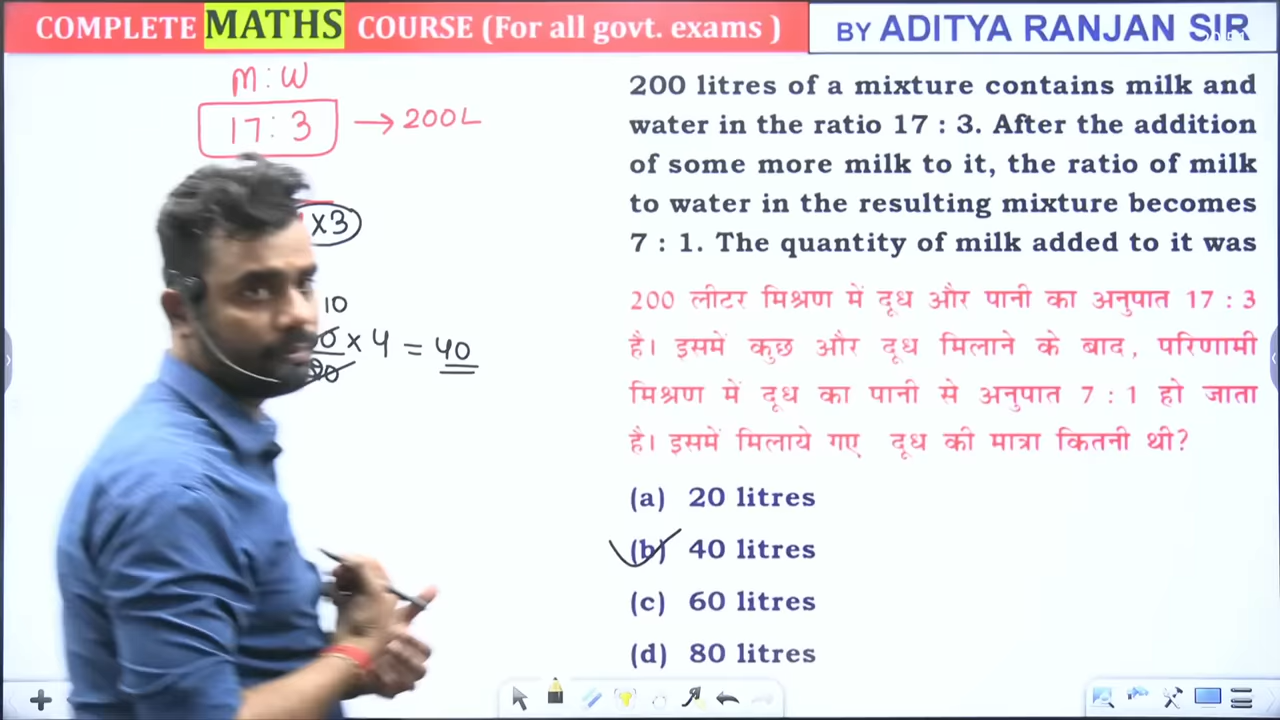 COMPLETE MATHS COURSE (For all govt. exams )
BY ADITYA RANJAN SIR
M : W
17 : 3 → 200L
×3
10
× 4 = 40
20
200 litres of a mixture contains milk and
water in the ratio 17 : 3. After the addition
of some more milk to it, the ratio of milk
to water in the resulting mixture becomes
7 : 1. The quantity of milk added to it was
200 लीटर मिश्रण में दूध और पानी का अनुपात 17 : 3
है। इसमें कुछ और दूध मिलाने के बाद, परिणामी
मिश्रण में दूध का पानी से अनुपात 7 : 1 हो जाता
है। इसमें मिलाये गए दूध की मात्रा कितनी थी?
(a) 20 litres
(b) 40 litres
(c) 60 litres
(d) 80 litres